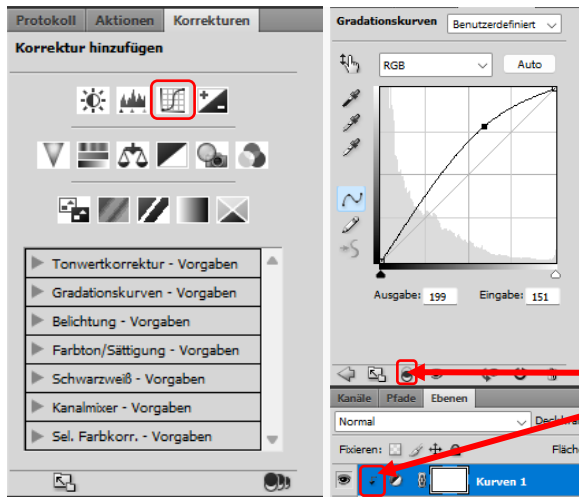 Protokoll Aktionen Korrekturen
Korrektur hinzufügen
Tonwertkorrektur - Vorgaben
Gradationskurven - Vorgaben
Belichtung - Vorgaben
Farbton/Sättigung - Vorgaben
Schwarzweiß - Vorgaben
Kanalmixer - Vorgaben
Sel. Farbkorr. - Vorgaben
Gradationskurven Benutzerdefiniert
RGB Auto
Ausgabe: 199 Eingabe: 151
Kanäle Pfade Ebenen
Normal
Fixieren: Fläch
Kurven 1